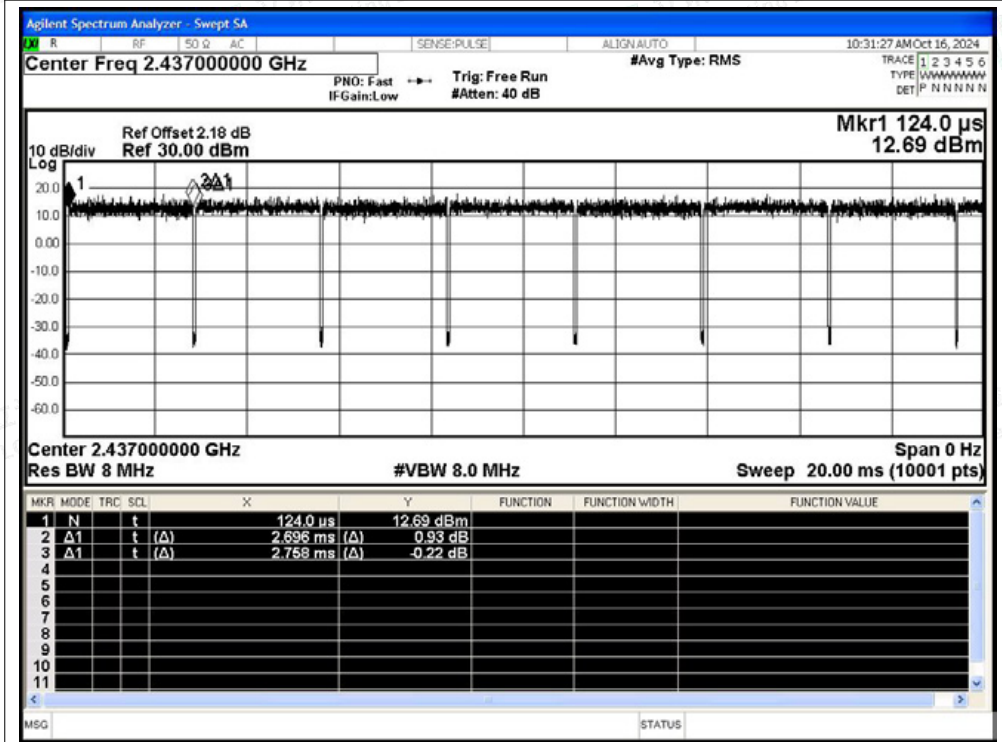 Agilent Spectrum Analyzer - Swept SA
LXI R RF 50 Ω AC SENSE:PULSE ALIGN AUTO 10:31:27 AM Oct 16, 2024
Center Freq 2.437000000 GHz #Avg Type: RMS TRACE 1 2 3 4 5 6
PNO: Fast Trig: Free Run TYPE WWWWWW
IFGain:Low #Atten: 40 dB DET P N N N N N
Mkr1 124.0 µs
Ref Offset 2.18 dB
10 dB/div Ref 30.00 dBm 12.69 dBm
Log
20.0
1
3Δ1
10.0
0.00
-10.0
-20.0
-30.0
-40.0
-50.0
-60.0
Center 2.437000000 GHz Span 0 Hz
Res BW 8 MHz #VBW 8.0 MHz Sweep 20.00 ms (10001 pts)
MKR MODE TRC SCL X Y FUNCTION FUNCTION WIDTH FUNCTION VALUE
1 N t 124.0 µs 12.69 dBm
2 Δ1 t (Δ) 2.696 ms (Δ) 0.93 dB
3 Δ1 t (Δ) 2.758 ms (Δ) -0.22 dB
4
5
6
7
8
9
10
11
MSG STATUS